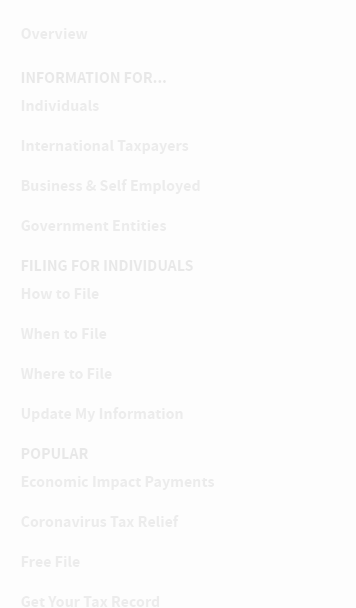 Overview
INFORMATION FOR...
Individuals
International Taxpayers
Business & Self Employed
Government Entities
FILING FOR INDIVIDUALS
How to File
When to File
Where to File
Update My Information
POPULAR
Economic Impact Payments
Coronavirus Tax Relief
Free File
Get Your Tax Record